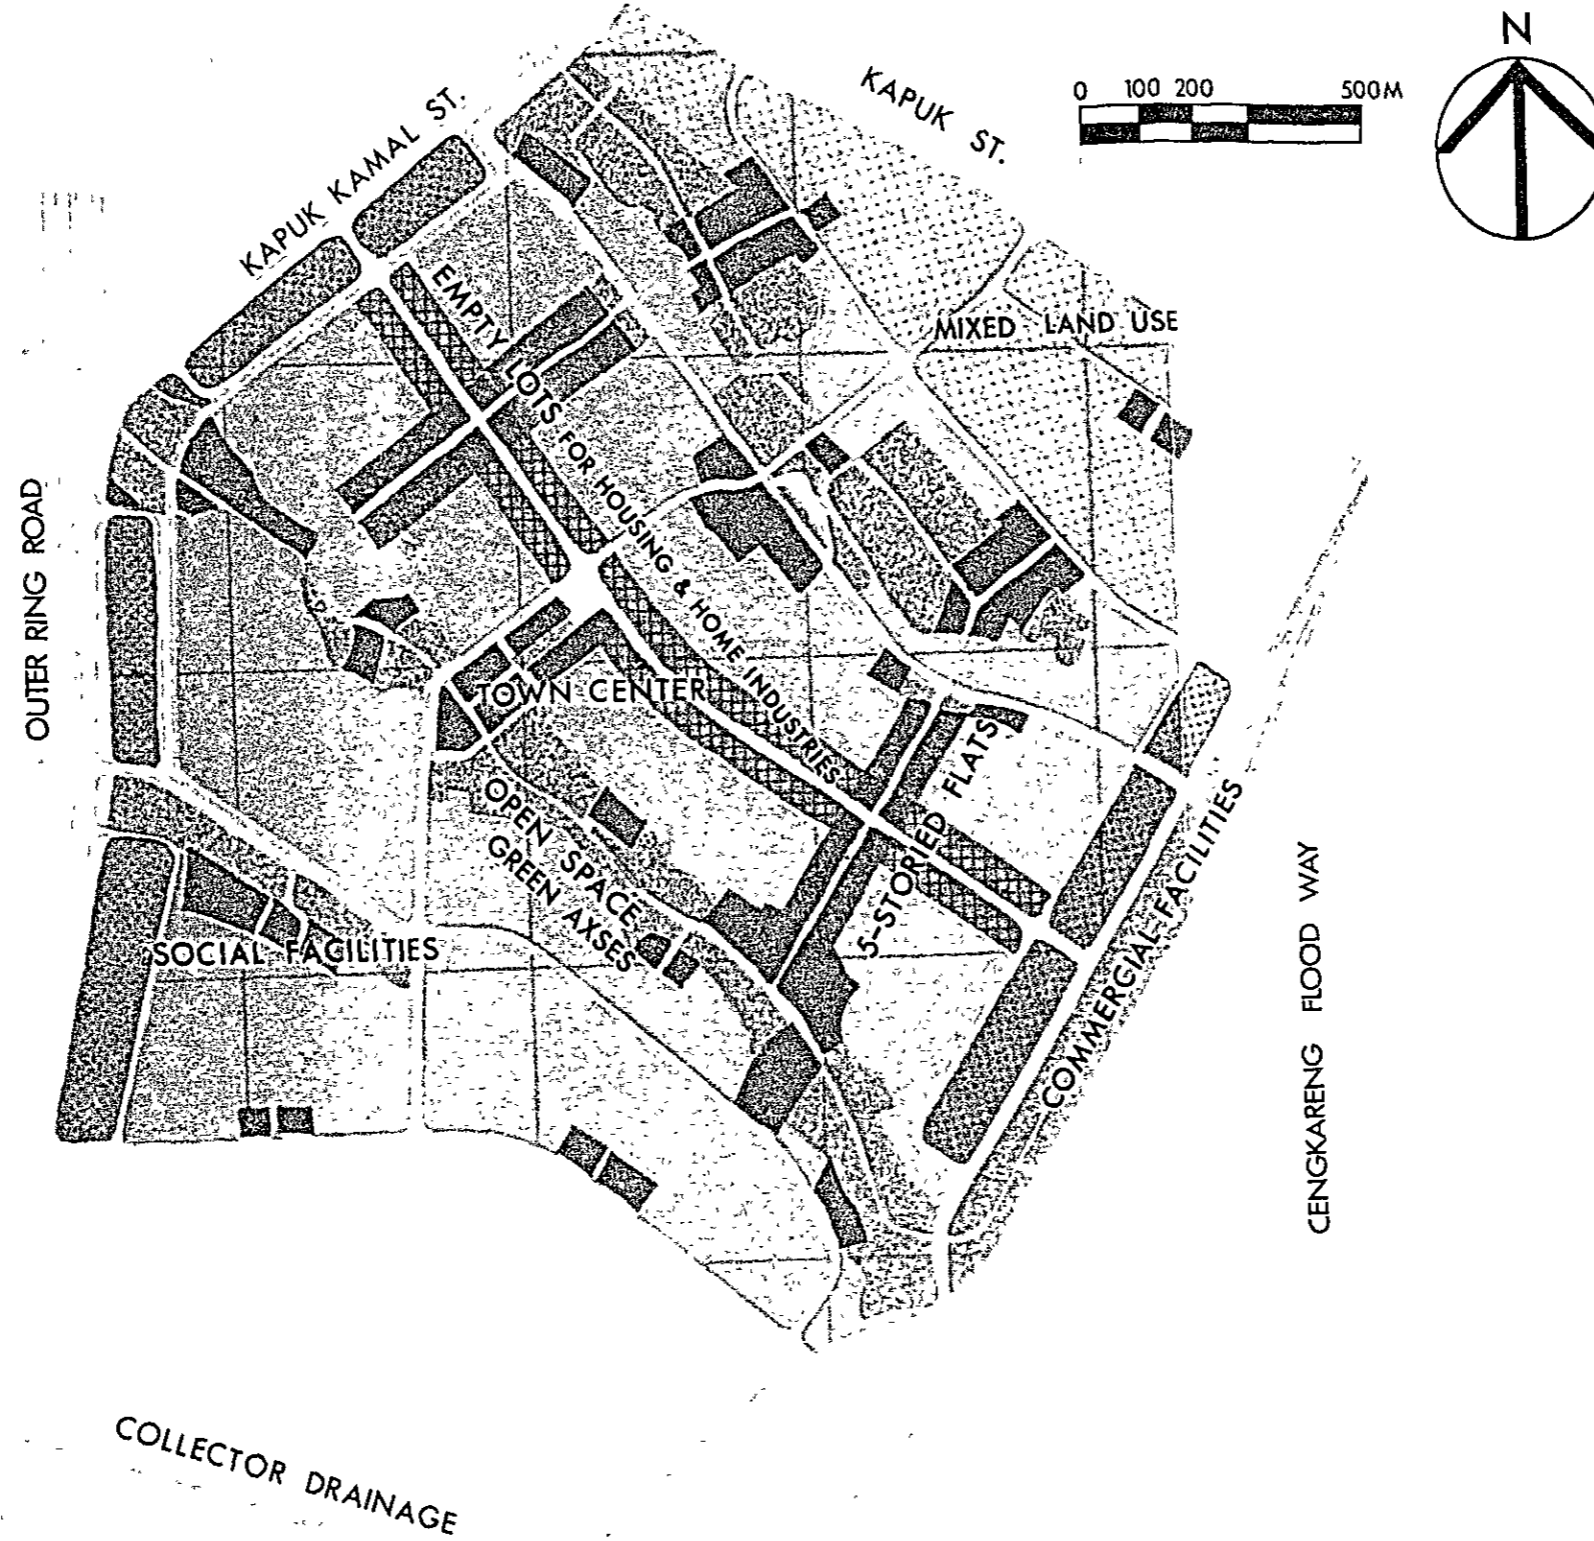 N
0 100 200 500M
KAPUK ST.
KAPUK KAMAL ST.
MIXED LAND USE
EMPTY LOTS FOR HOUSING & HOME INDUSTRIES
OUTER RING ROAD
TOWN CENTER
5-STORIED FLATS
OPEN SPACE
GREEN AXSES
SOCIAL FACILITIES
COMMERGIAL FACILITIES
CENGKARENG FLOOD WAY
COLLECTOR DRAINAGE